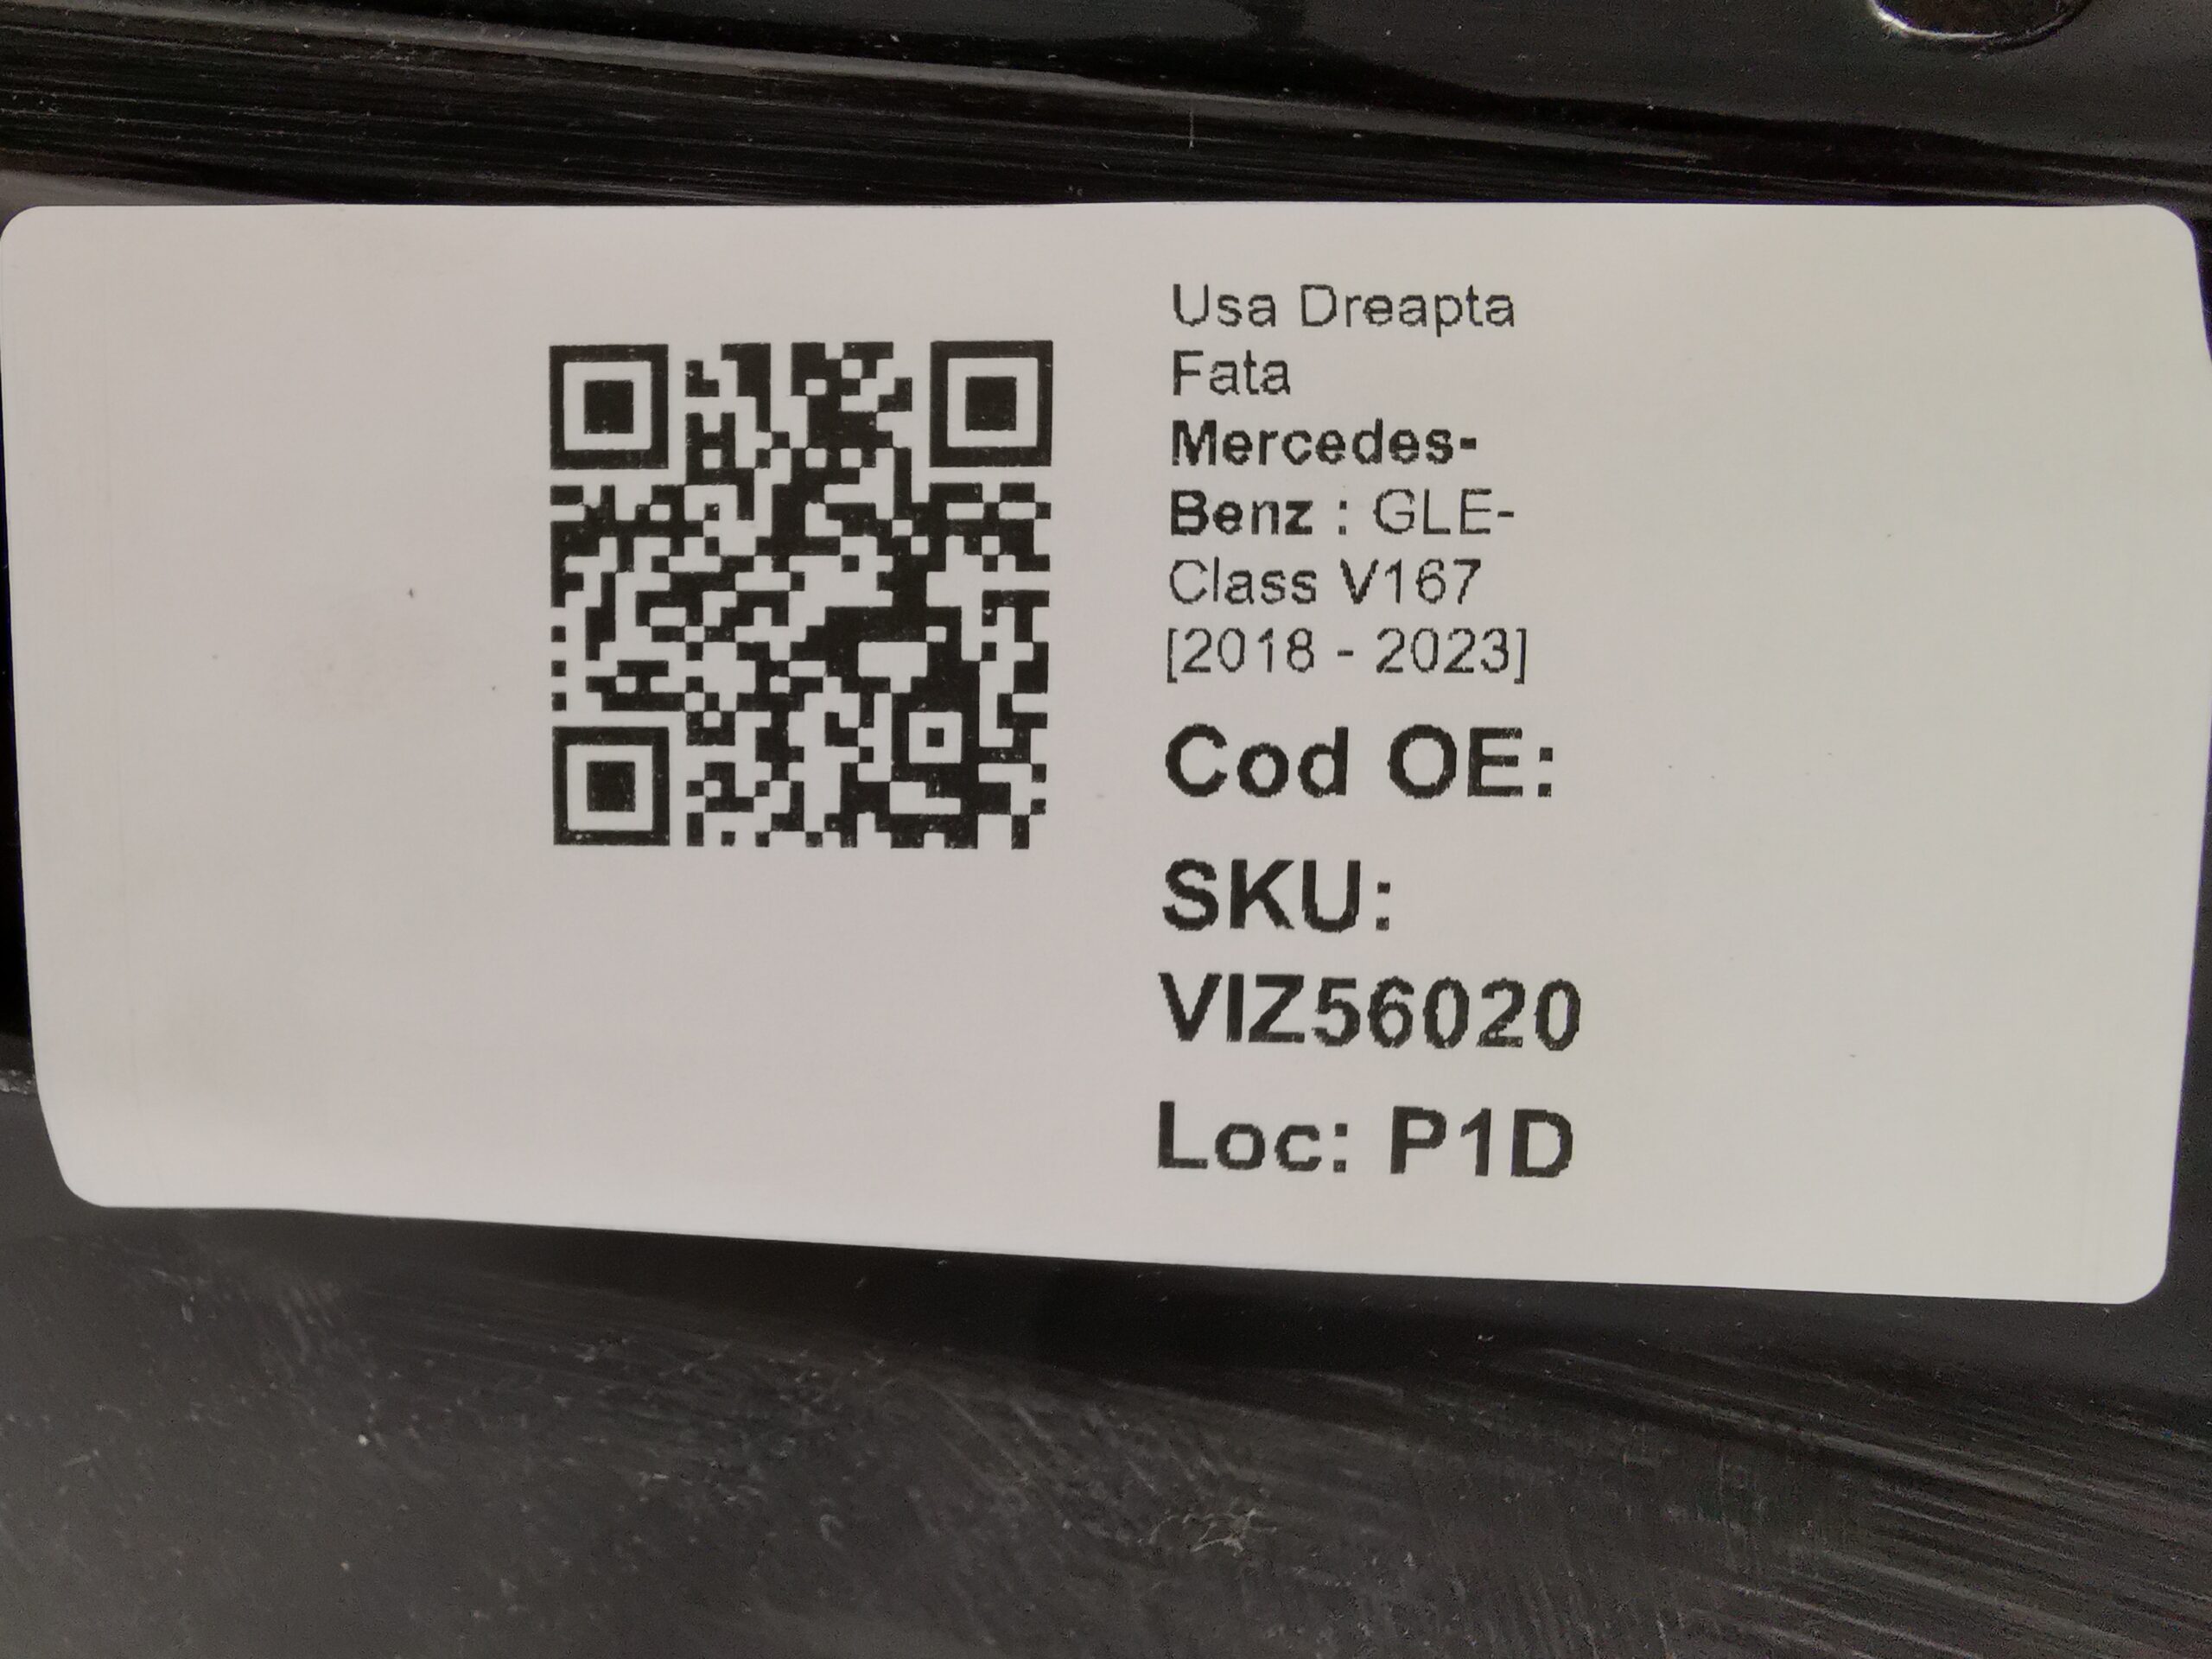 Usa Dreapta
Fata
Mercedes-
Benz : GLE-
Class V167
[2018 - 2023]
Cod OE:
SKU:
VIZ56020
Loc: P1D